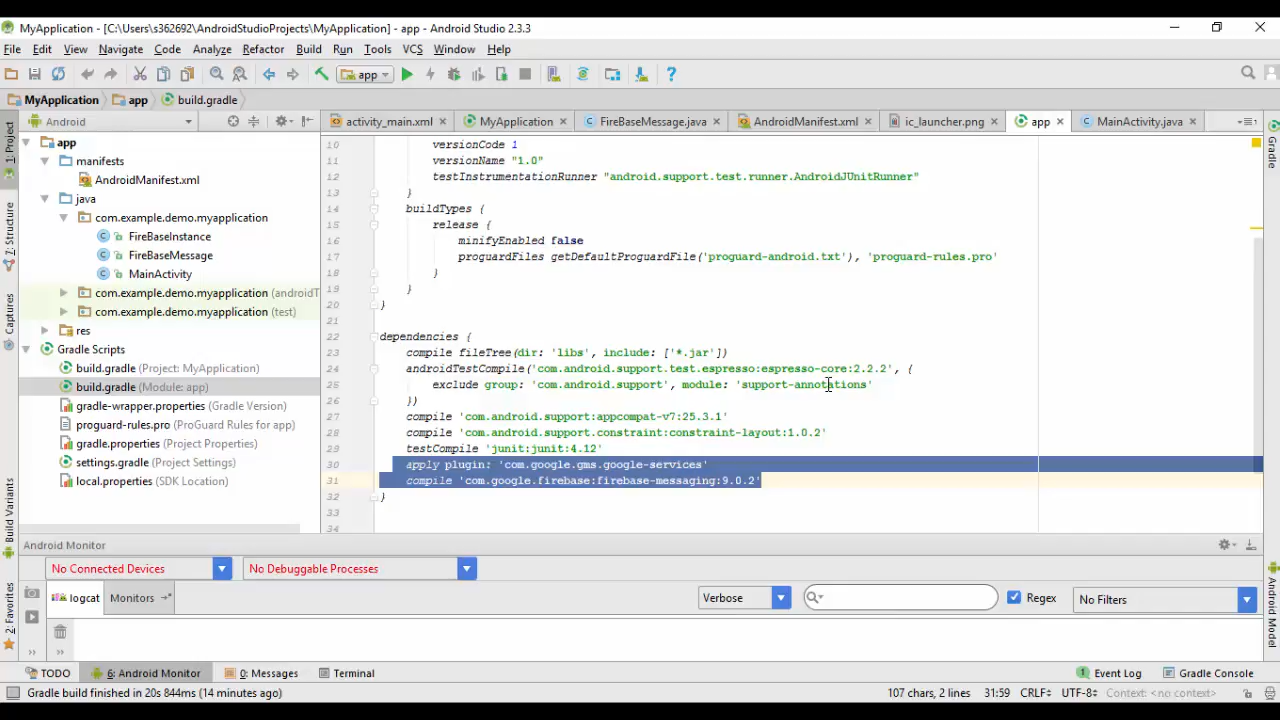 MyApplication - [C:\Users\s362692\AndroidStudioProjects\MyApplication] - app - Android Studio 2.3.3
File Edit View Navigate Code Analyze Refactor Build Run Tools VCS Window Help
app
MyApplication app build.gradle
Android
activity_main.xml MyApplication FireBaseMessage.java AndroidManifest.xml ic_launcher.png app MainActivity.java
1: Project
7: Structure
Captures
Build Variants
2: Favorites
app
manifests
AndroidManifest.xml
java
com.example.demo.myapplication
FireBaseInstance
FireBaseMessage
MainActivity
com.example.demo.myapplication (androidT
com.example.demo.myapplication (test)
res
Gradle Scripts
build.gradle (Project: MyApplication)
build.gradle (Module: app)
gradle-wrapper.properties (Gradle Version)
proguard-rules.pro (ProGuard Rules for app)
gradle.properties (Project Properties)
settings.gradle (Project Settings)
local.properties (SDK Location)
10 versionCode 1
11 versionName "1.0"
12 testInstrumentationRunner "android.support.test.runner.AndroidJUnitRunner"
13 }
14 buildTypes {
15 release {
16 minifyEnabled false
17 proguardFiles getDefaultProguardFile('proguard-android.txt'), 'proguard-rules.pro'
18 }
19 }
20 }
21
22 dependencies {
23 compile fileTree(dir: 'libs', include: ['*.jar'])
24 androidTestCompile('com.android.support.test.espresso:espresso-core:2.2.2', {
25 exclude group: 'com.android.support', module: 'support-annotations'
26 })
27 compile 'com.android.support:appcompat-v7:25.3.1'
28 compile 'com.android.support.constraint:constraint-layout:1.0.2'
29 testCompile 'junit:junit:4.12'
30 apply plugin: 'com.google.gms.google-services'
31 compile 'com.google.firebase:firebase-messaging:9.0.2'
32 }
33
34
Gradle
Android Model
Android Monitor
No Connected Devices No Debuggable Processes
logcat Monitors Verbose Regex No Filters
TODO 6: Android Monitor 0: Messages Terminal Event Log Gradle Console
Gradle build finished in 20s 844ms (14 minutes ago) 107 chars, 2 lines 31:59 CRLF UTF-8 Context: <no context>